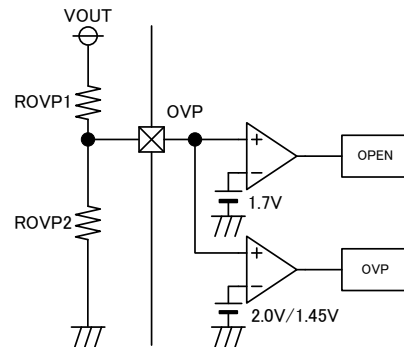 VOUT
ROVP1
OVP
+
−
OPEN
1.7V
ROVP2
+
−
OVP
2.0V/1.45V